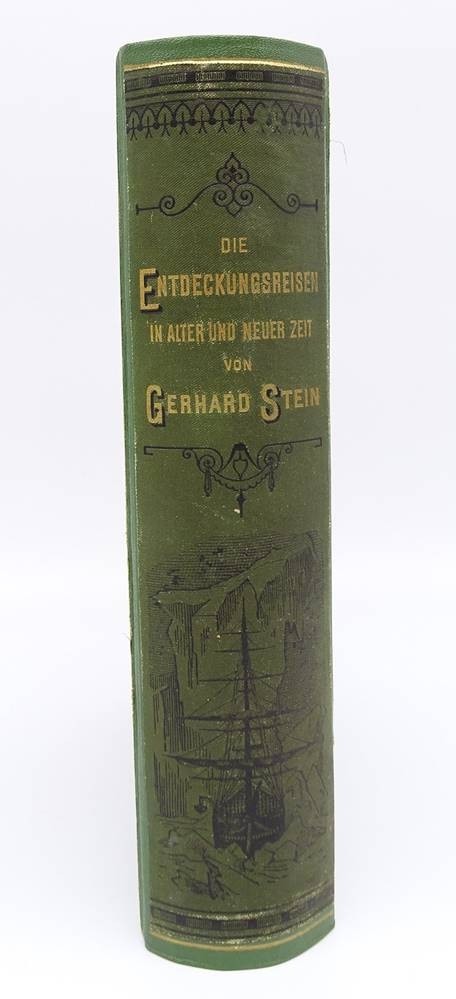 DIE
ENTDECKUNGSREISEN
IN ALTER UND NEUER ZEIT
VON
GERHARD STEIN